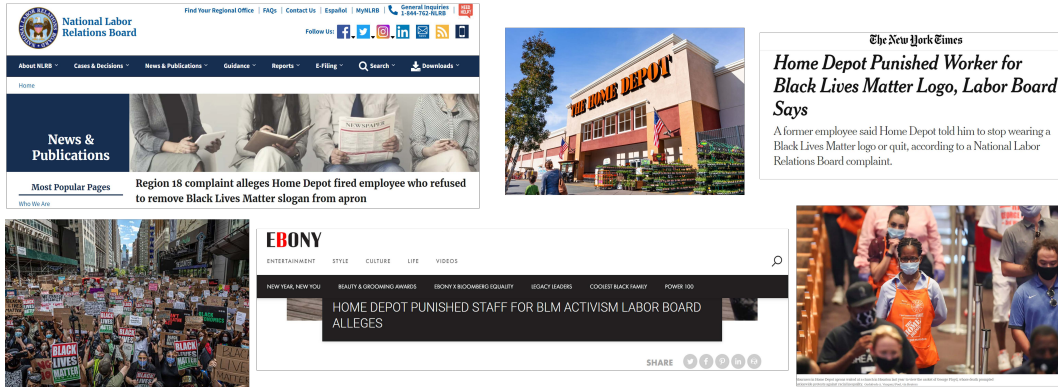 National Labor
Relations Board
Find Your Regional Office | FAQs | Contact Us | Español | MyNLRB | General Inquiries
1-844-762-NLRB
NEED HELP?
Follow Us:
About NLRB Cases & Decisions News & Publications Guidance Reports E-Filing Search Downloads
Home
NEWSPAPER
News &
Publications
Most Popular Pages
Who We Are
Region 18 complaint alleges Home Depot fired employee who refused
to remove Black Lives Matter slogan from apron
THE HOME DEPOT
The New York Times
Home Depot Punished Worker for
Black Lives Matter Logo, Labor Board
Says
A former employee said Home Depot told him to stop wearing a
Black Lives Matter logo or quit, according to a National Labor
Relations Board complaint.
BLACK
LIVES
MATTER
EBONY
ENTERTAINMENT STYLE CULTURE LIFE VIDEOS
NEW YEAR, NEW YOU BEAUTY & GROOMING AWARDS EBONY X BLOOMBERG EQUALITY LEGACY LEADERS COOLEST BLACK FAMILY POWER 100
HOME DEPOT PUNISHED STAFF FOR BLM ACTIVISM LABOR BOARD
ALLEGES
SHARE